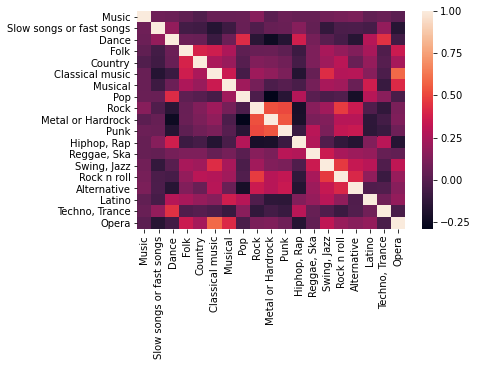 Music
Slow songs or fast songs
Dance
Folk
Country
Classical music
Musical
Pop
Rock
Metal or Hardrock
Punk
Hiphop, Rap
Reggae, Ska
Swing, Jazz
Rock n roll
Alternative
Latino
Techno, Trance
Opera
Music
Slow songs or fast songs
Dance
Folk
Country
Classical music
Musical
Pop
Rock
Metal or Hardrock
Punk
Hiphop, Rap
Reggae, Ska
Swing, Jazz
Rock n roll
Alternative
Latino
Techno, Trance
Opera
1.00
0.75
0.50
0.25
0.00
−0.25